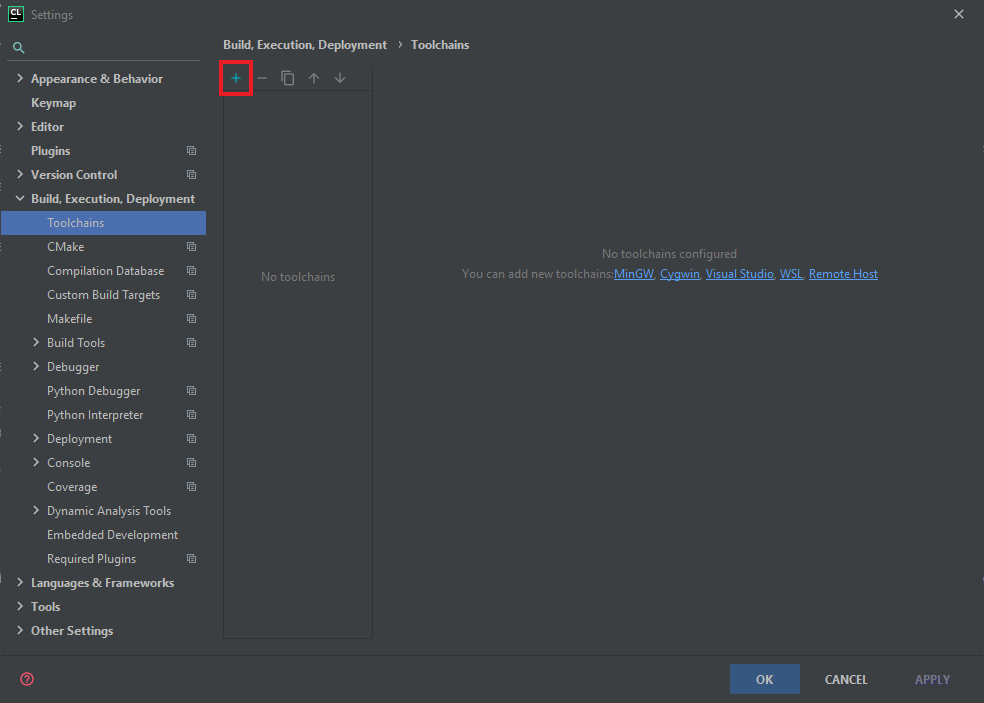 CL Settings
Build, Execution, Deployment › Toolchains
Appearance & Behavior
Keymap
Editor
Plugins
Version Control
Build, Execution, Deployment
Toolchains
CMake
Compilation Database
Custom Build Targets
Makefile
Build Tools
Debugger
Python Debugger
Python Interpreter
Deployment
Console
Coverage
Dynamic Analysis Tools
Embedded Development
Required Plugins
Languages & Frameworks
Tools
Other Settings
No toolchains
No toolchains configured
You can add new toolchains:MinGW, Cygwin, Visual Studio, WSL, Remote Host
OK CANCEL APPLY